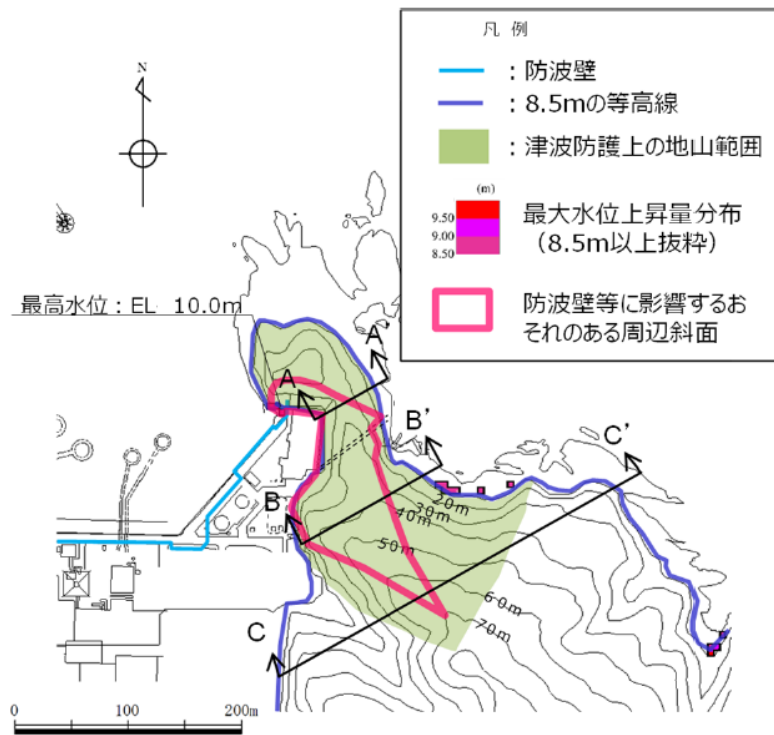 凡 例
: 防波壁
: 8.5mの等高線
: 津波防護上の地山範囲
(m)
9.50
9.00
8.50
最大水位上昇量分布
（8.5m以上抜粋）
防波壁等に影響するお
それのある周辺斜面
N
最高水位：EL 10.0m
A
A'
B
B'
C
C'
20m
30m
40m
50m
60m
70m
0 100 200m